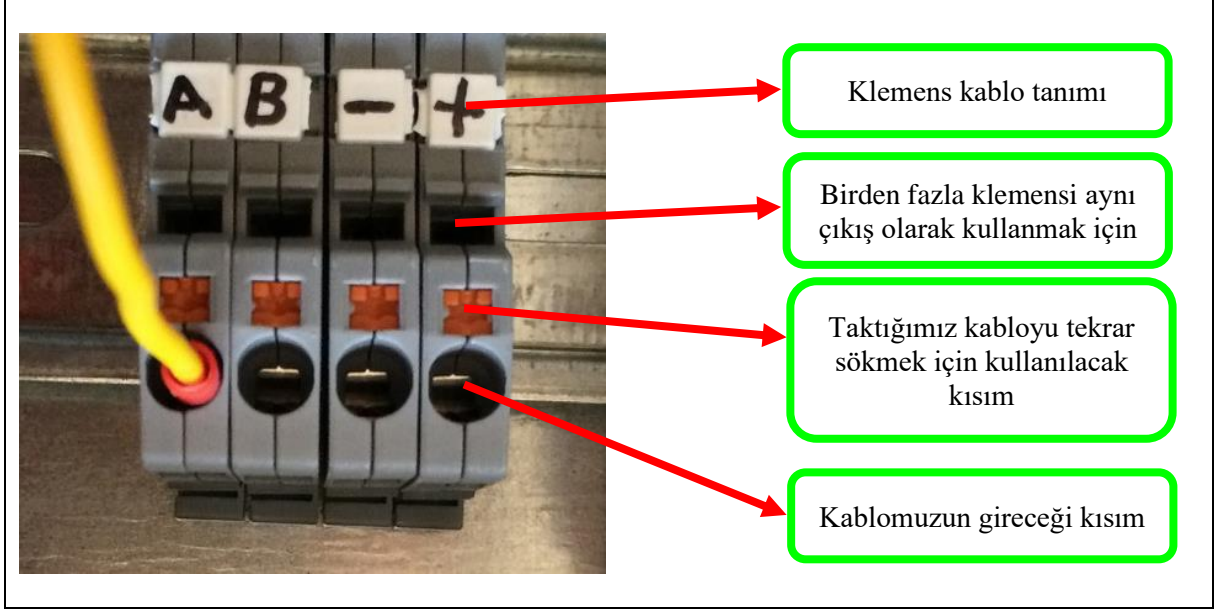 A B - +
Klemens kablo tanımı
Birden fazla klemensi aynı
çıkış olarak kullanmak için
Taktığımız kabloyu tekrar
sökmek için kullanılacak
kısım
Kablomuzun gireceği kısım